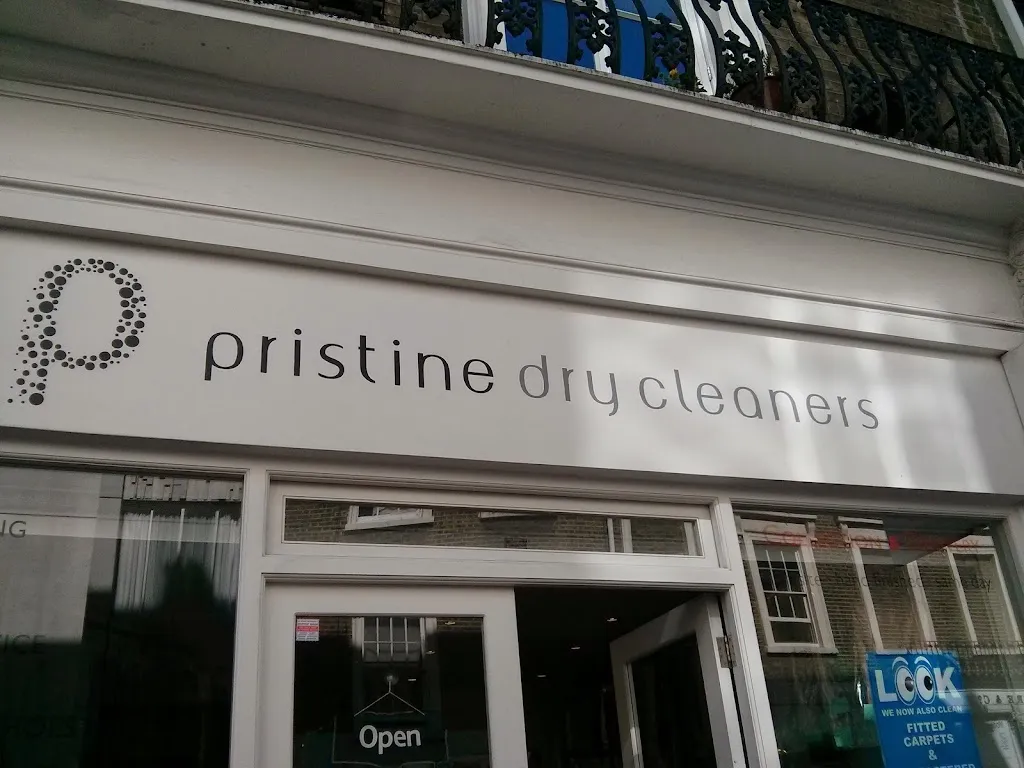 p
pristine dry cleaners
Open
LOOK
WE NOW ALSO CLEAN
FITTED
CARPETS
&